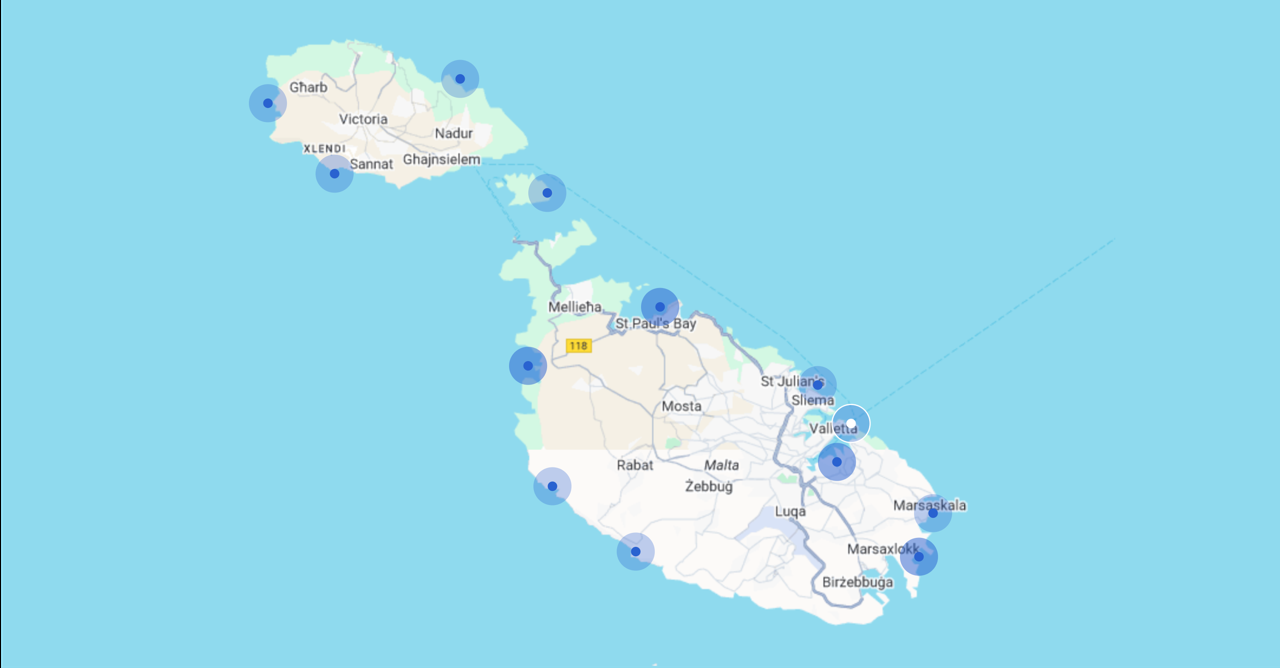 Għarb
Victoria
Nadur
XLENDI
Sannat
Għajnsielem
Mellieħa
St Paul's Bay
118
St Julian's
Sliema
Mosta
Valletta
Rabat
Malta
Żebbuġ
Luqa
Marsaskala
Marsaxlokk
Birżebbuġa